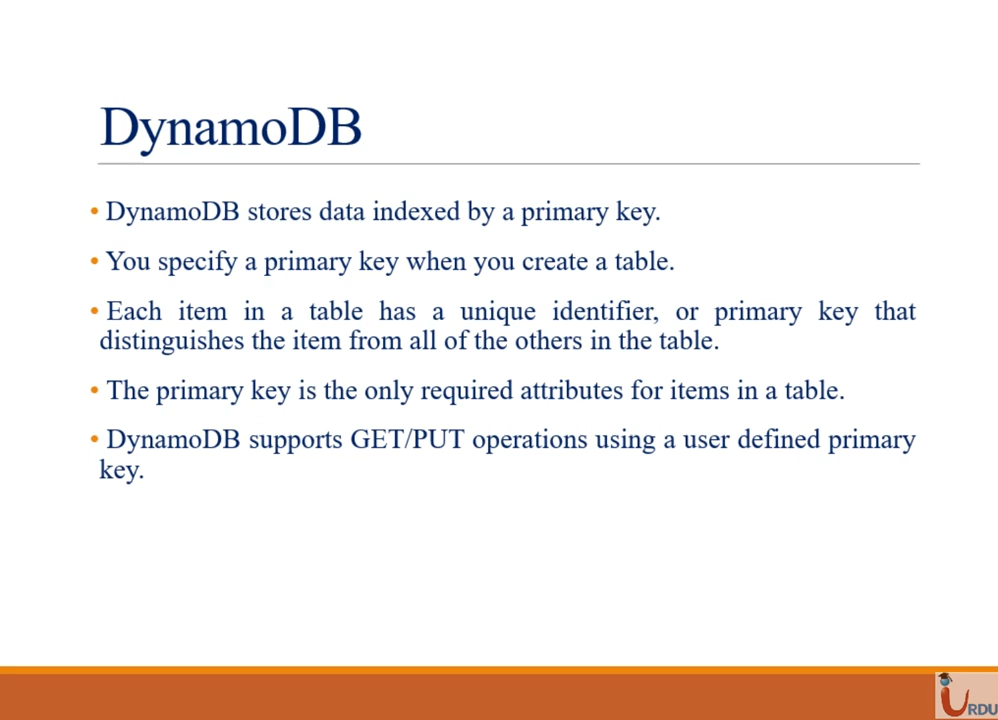 DynamoDB
• DynamoDB stores data indexed by a primary key.
• You specify a primary key when you create a table.
• Each item in a table has a unique identifier, or primary key that
distinguishes the item from all of the others in the table.
• The primary key is the only required attributes for items in a table.
• DynamoDB supports GET/PUT operations using a user defined primary
key.
iURDU